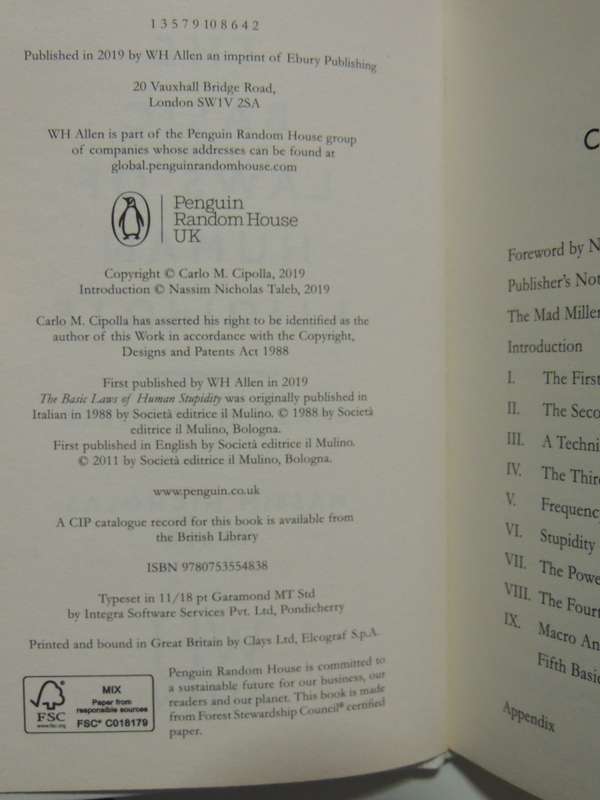 1 3 5 7 9 10 8 6 4 2
Published in 2019 by WH Allen an imprint of Ebury Publishing
20 Vauxhall Bridge Road,
London SW1V 2SA
WH Allen is part of the Penguin Random House group
of companies whose addresses can be found at
global.penguinrandomhouse.com
Penguin
Random House
UK
Copyright © Carlo M. Cipolla, 2019
Introduction © Nassim Nicholas Taleb, 2019
Carlo M. Cipolla has asserted his right to be identified as the
author of this Work in accordance with the Copyright,
Designs and Patents Act 1988
First published by WH Allen in 2019
The Basic Laws of Human Stupidity was originally published in
Italian in 1988 by Società editrice il Mulino. © 1988 by Società
editrice il Mulino, Bologna.
First published in English by Società editrice il Mulino.
© 2011 by Società editrice il Mulino, Bologna.
www.penguin.co.uk
A CIP catalogue record for this book is available from
the British Library
ISBN 9780753554838
Typeset in 11/18 pt Garamond MT Std
by Integra Software Services Pvt. Ltd, Pondicherry
Printed and bound in Great Britain by Clays Ltd, Elcograf S.p.A.
FSC
www.fsc.org
MIX
Paper from
responsible sources
FSC® C018179
Penguin Random House is committed to
a sustainable future for our business, our
readers and our planet. This book is made
from Forest Stewardship Council® certified
paper.
C
Foreword by N
Publisher's Not
The Mad Miller
Introduction
I. The First
II. The Seco
III. A Techni
IV. The Third
V. Frequency
VI. Stupidity
VII. The Powe
VIII. The Fourt
IX. Macro An
Fifth Basic
Appendix